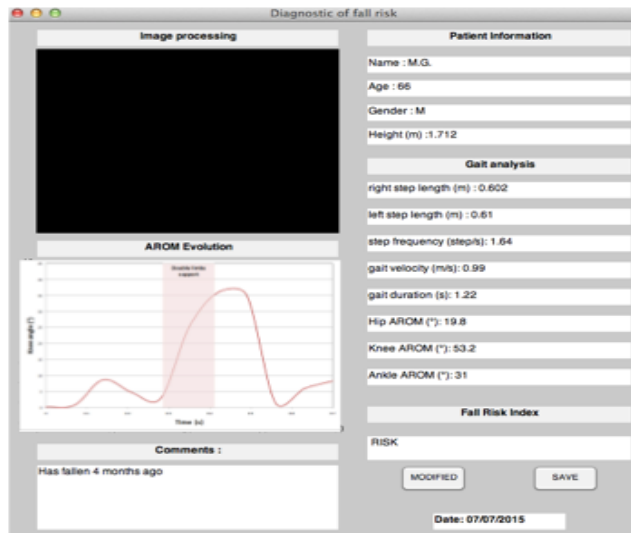 Diagnostic of fall risk
Image processing
AROM Evolution
Double limbs
support
Knee angle (°)
Time (s)
Comments :
Has fallen 4 months ago
Patient Information
Name : M.G.
Age : 66
Gender : M
Height (m) :1.712
Gait analysis
right step length (m) : 0.602
left step length (m) : 0.61
step frequency (step/s): 1.64
gait velocity (m/s): 0.99
gait duration (s): 1.22
Hip AROM (°): 19.8
Knee AROM (°): 53.2
Ankle AROM (°): 31
Fall Risk Index
RISK
MODIFIED
SAVE
Date: 07/07/2015